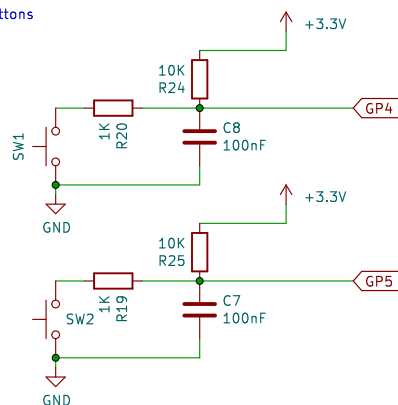 ttons
+3.3V
10K
R24
GP4
SW1
1K
R20
C8
100nF
GND
+3.3V
10K
R25
GP5
SW2
1K
R19
C7
100nF
GND